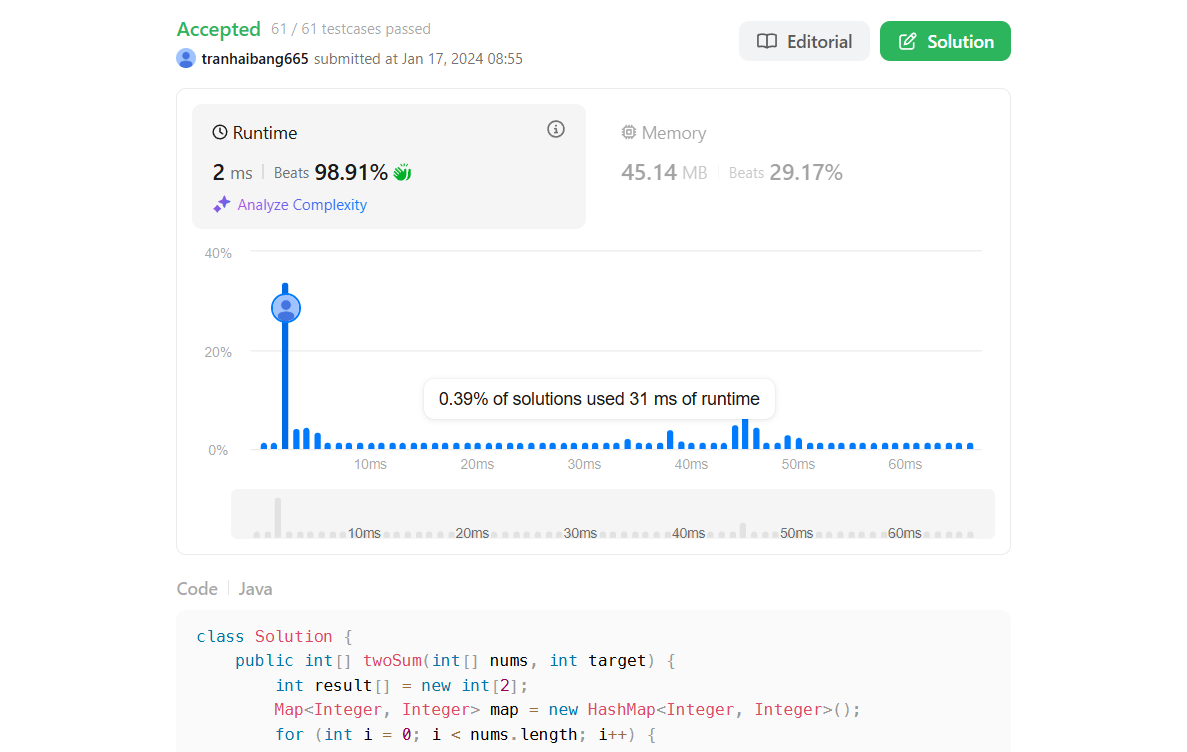 Accepted 61 / 61 testcases passed
Editorial
Solution
tranhaibang665 submitted at Jan 17, 2024 08:55
Runtime
2 ms Beats 98.91%
Analyze Complexity
Memory
45.14 MB Beats 29.17%
40%
20%
0%
0.39% of solutions used 31 ms of runtime
10ms 20ms 30ms 40ms 50ms 60ms
10ms 20ms 30ms 40ms 50ms 60ms
Code Java
class Solution {
    public int[] twoSum(int[] nums, int target) {
        int result[] = new int[2];
        Map<Integer, Integer> map = new HashMap<Integer, Integer>();
        for (int i = 0; i < nums.length; i++) {